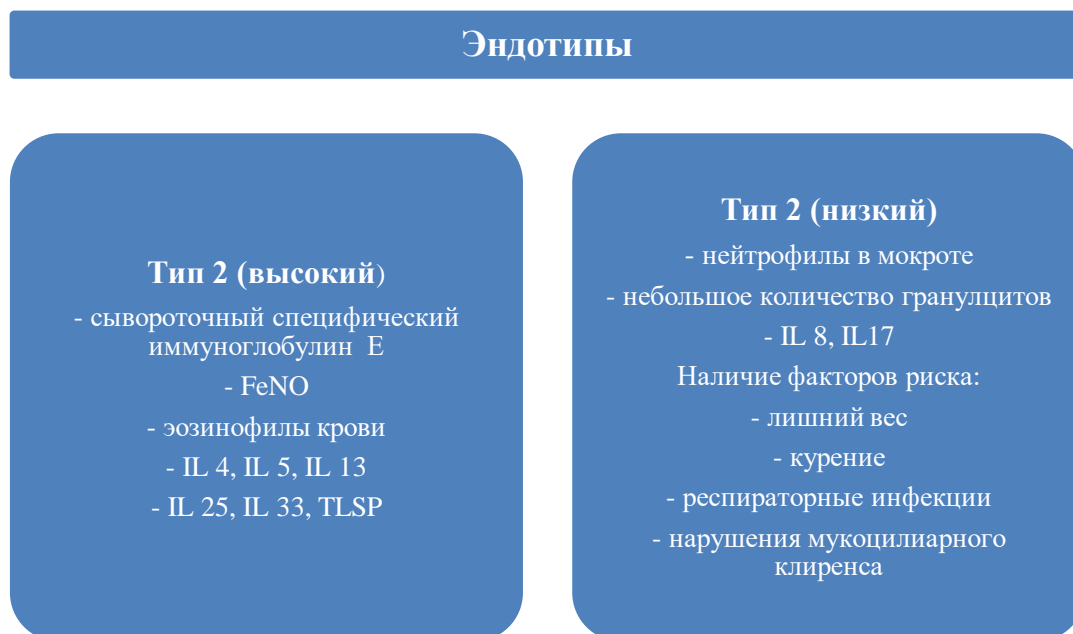 Эндотипы
Тип 2 (высокий)
- сывороточный специфический
иммуноглобулин Е
- FeNO
- эозинофилы крови
- IL 4, IL 5, IL 13
- IL 25, IL 33, TLSP
Тип 2 (низкий)
- нейтрофилы в мокроте
- небольшое количество гранулцитов
- IL 8, IL17
Наличие факторов риска:
- лишний вес
- курение
- респираторные инфекции
- нарушения мукоцилиарного
клиренса